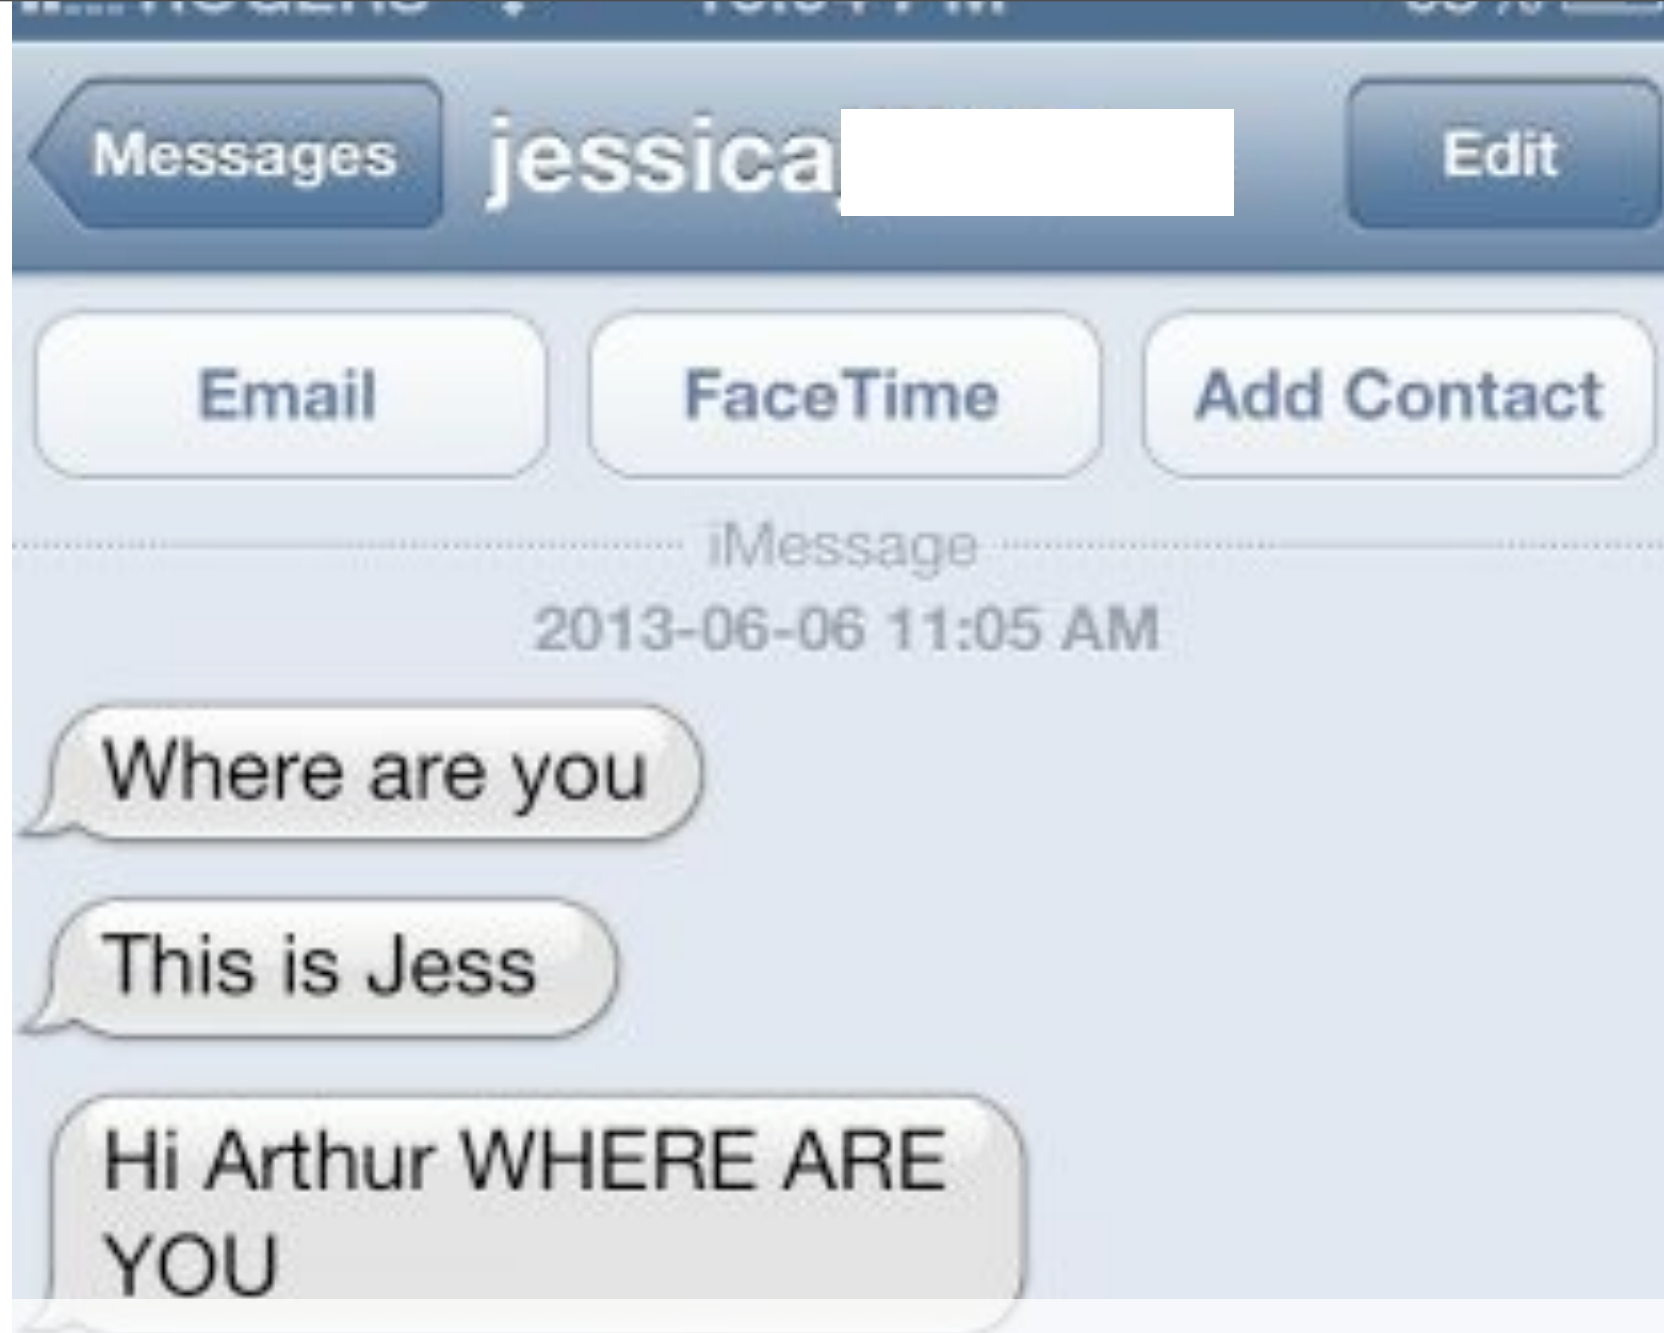 Messages
jessica
Edit
Email
FaceTime
Add Contact
iMessage
2013-06-06 11:05 AM
Where are you
This is Jess
Hi Arthur WHERE ARE
YOU